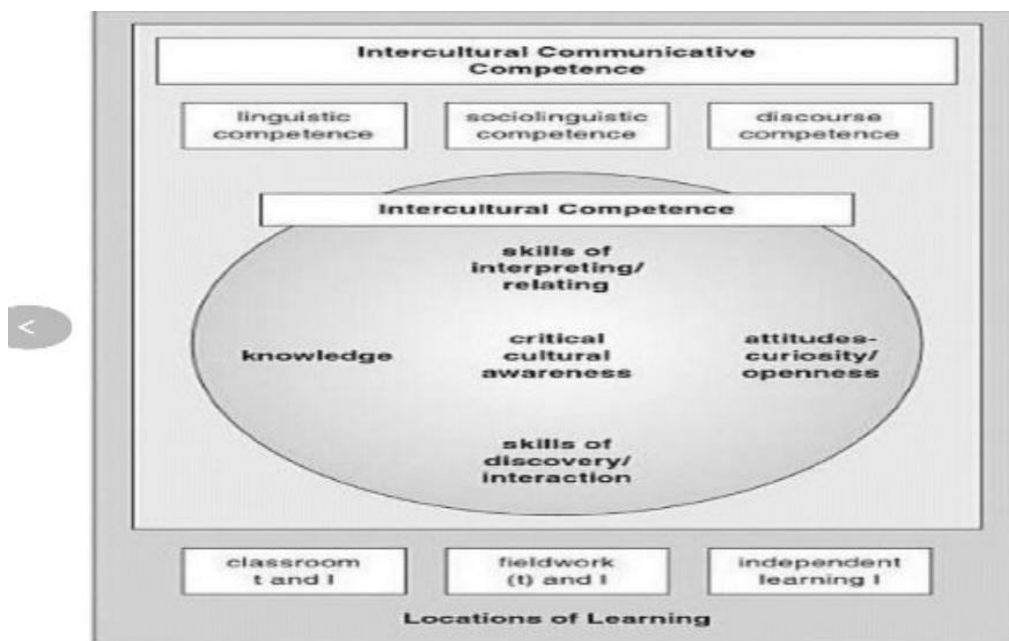 Intercultural Communicative
Competence
linguistic
competence
sociolinguistic
competence
discourse
competence
Intercultural Competence
skills of
interpreting/
relating
knowledge
critical
cultural
awareness
attitudes-
curiosity/
openness
skills of
discovery/
interaction
classroom
t and l
fieldwork
(t) and l
independent
learning l
Locations of Learning